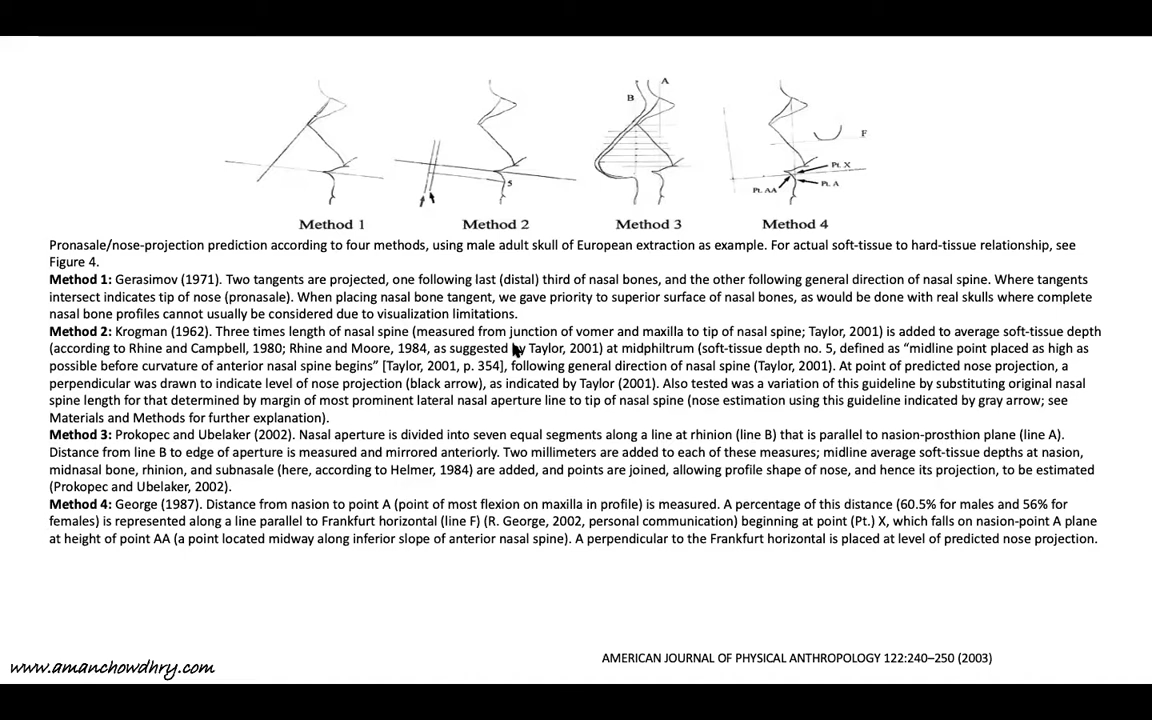 A
B
F
Pt. X
5
Pt. AA
Pt. A
Method 1
Method 2
Method 3
Method 4
Pronasale/nose-projection prediction according to four methods, using male adult skull of European extraction as example. For actual soft-tissue to hard-tissue relationship, see
Figure 4.
Method 1: Gerasimov (1971). Two tangents are projected, one following last (distal) third of nasal bones, and the other following general direction of nasal spine. Where tangents
intersect indicates tip of nose (pronasale). When placing nasal bone tangent, we gave priority to superior surface of nasal bones, as would be done with real skulls where complete
nasal bone profiles cannot usually be considered due to visualization limitations.
Method 2: Krogman (1962). Three times length of nasal spine (measured from junction of vomer and maxilla to tip of nasal spine; Taylor, 2001) is added to average soft-tissue depth
(according to Rhine and Campbell, 1980; Rhine and Moore, 1984, as suggested by Taylor, 2001) at midphiltrum (soft-tissue depth no. 5, defined as “midline point placed as high as
possible before curvature of anterior nasal spine begins” [Taylor, 2001, p. 354], following general direction of nasal spine (Taylor, 2001). At point of predicted nose projection, a
perpendicular was drawn to indicate level of nose projection (black arrow), as indicated by Taylor (2001). Also tested was a variation of this guideline by substituting original nasal
spine length for that determined by margin of most prominent lateral nasal aperture line to tip of nasal spine (nose estimation using this guideline indicated by gray arrow; see
Materials and Methods for further explanation).
Method 3: Prokopec and Ubelaker (2002). Nasal aperture is divided into seven equal segments along a line at rhinion (line B) that is parallel to nasion-prosthion plane (line A).
Distance from line B to edge of aperture is measured and mirrored anteriorly. Two millimeters are added to each of these measures; midline average soft-tissue depths at nasion,
midnasal bone, rhinion, and subnasale (here, according to Helmer, 1984) are added, and points are joined, allowing profile shape of nose, and hence its projection, to be estimated
(Prokopec and Ubelaker, 2002).
Method 4: George (1987). Distance from nasion to point A (point of most flexion on maxilla in profile) is measured. A percentage of this distance (60.5% for males and 56% for
females) is represented along a line parallel to Frankfurt horizontal (line F) (R. George, 2002, personal communication) beginning at point (Pt.) X, which falls on nasion-point A plane
at height of point AA (a point located midway along inferior slope of anterior nasal spine). A perpendicular to the Frankfurt horizontal is placed at level of predicted nose projection.
AMERICAN JOURNAL OF PHYSICAL ANTHROPOLOGY 122:240–250 (2003)
www.amanchowdhry.com